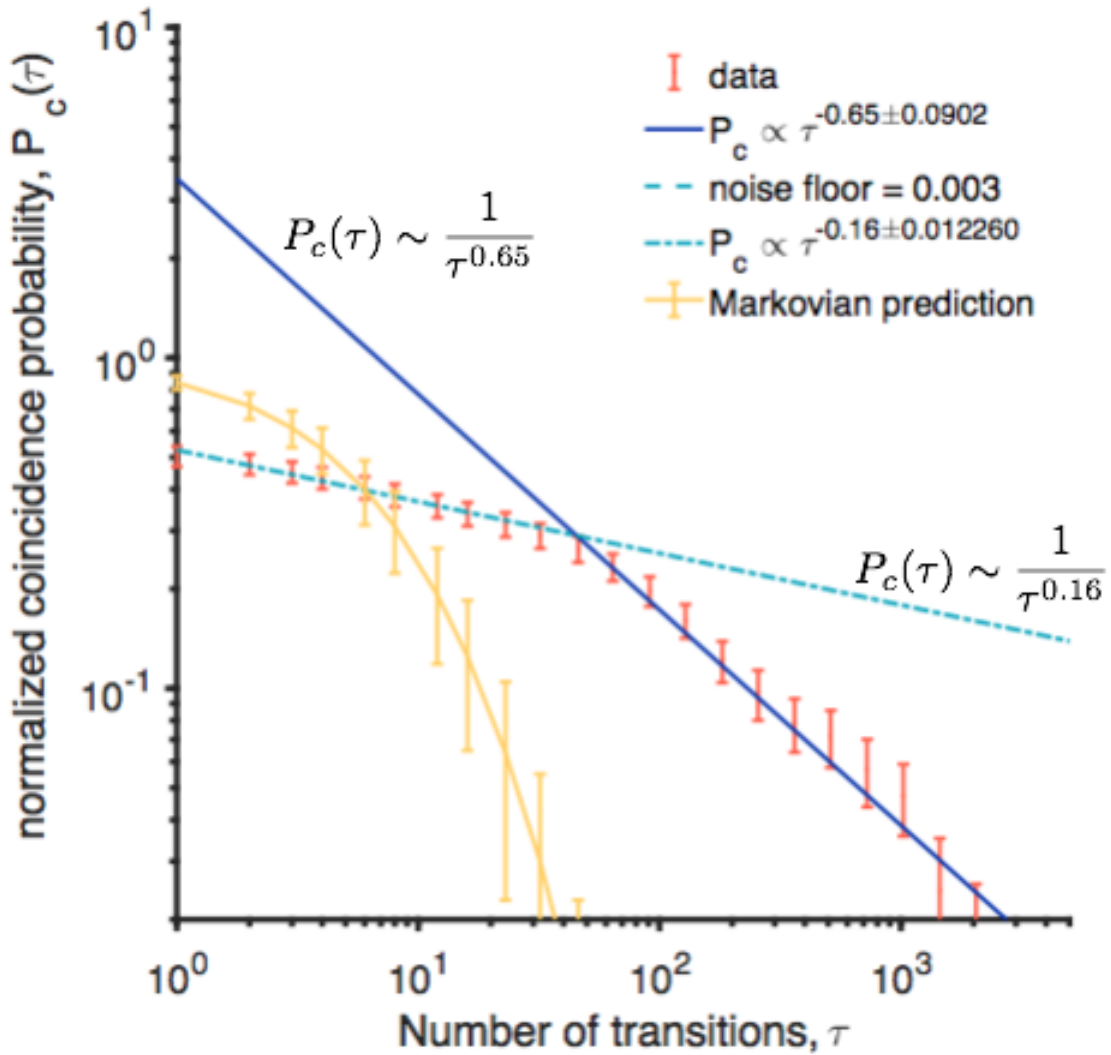 10^1
data
P_c ∝ τ^-0.65±0.0902
noise floor = 0.003
P_c ∝ τ^-0.16±0.012260
Markovian prediction
P_c(τ) ∼ 1/τ^0.65
normalized coincidence probability, P_c(τ)
10^0
P_c(τ) ∼ 1/τ^0.16
10^-1
10^0 10^1 10^2 10^3
Number of transitions, τ